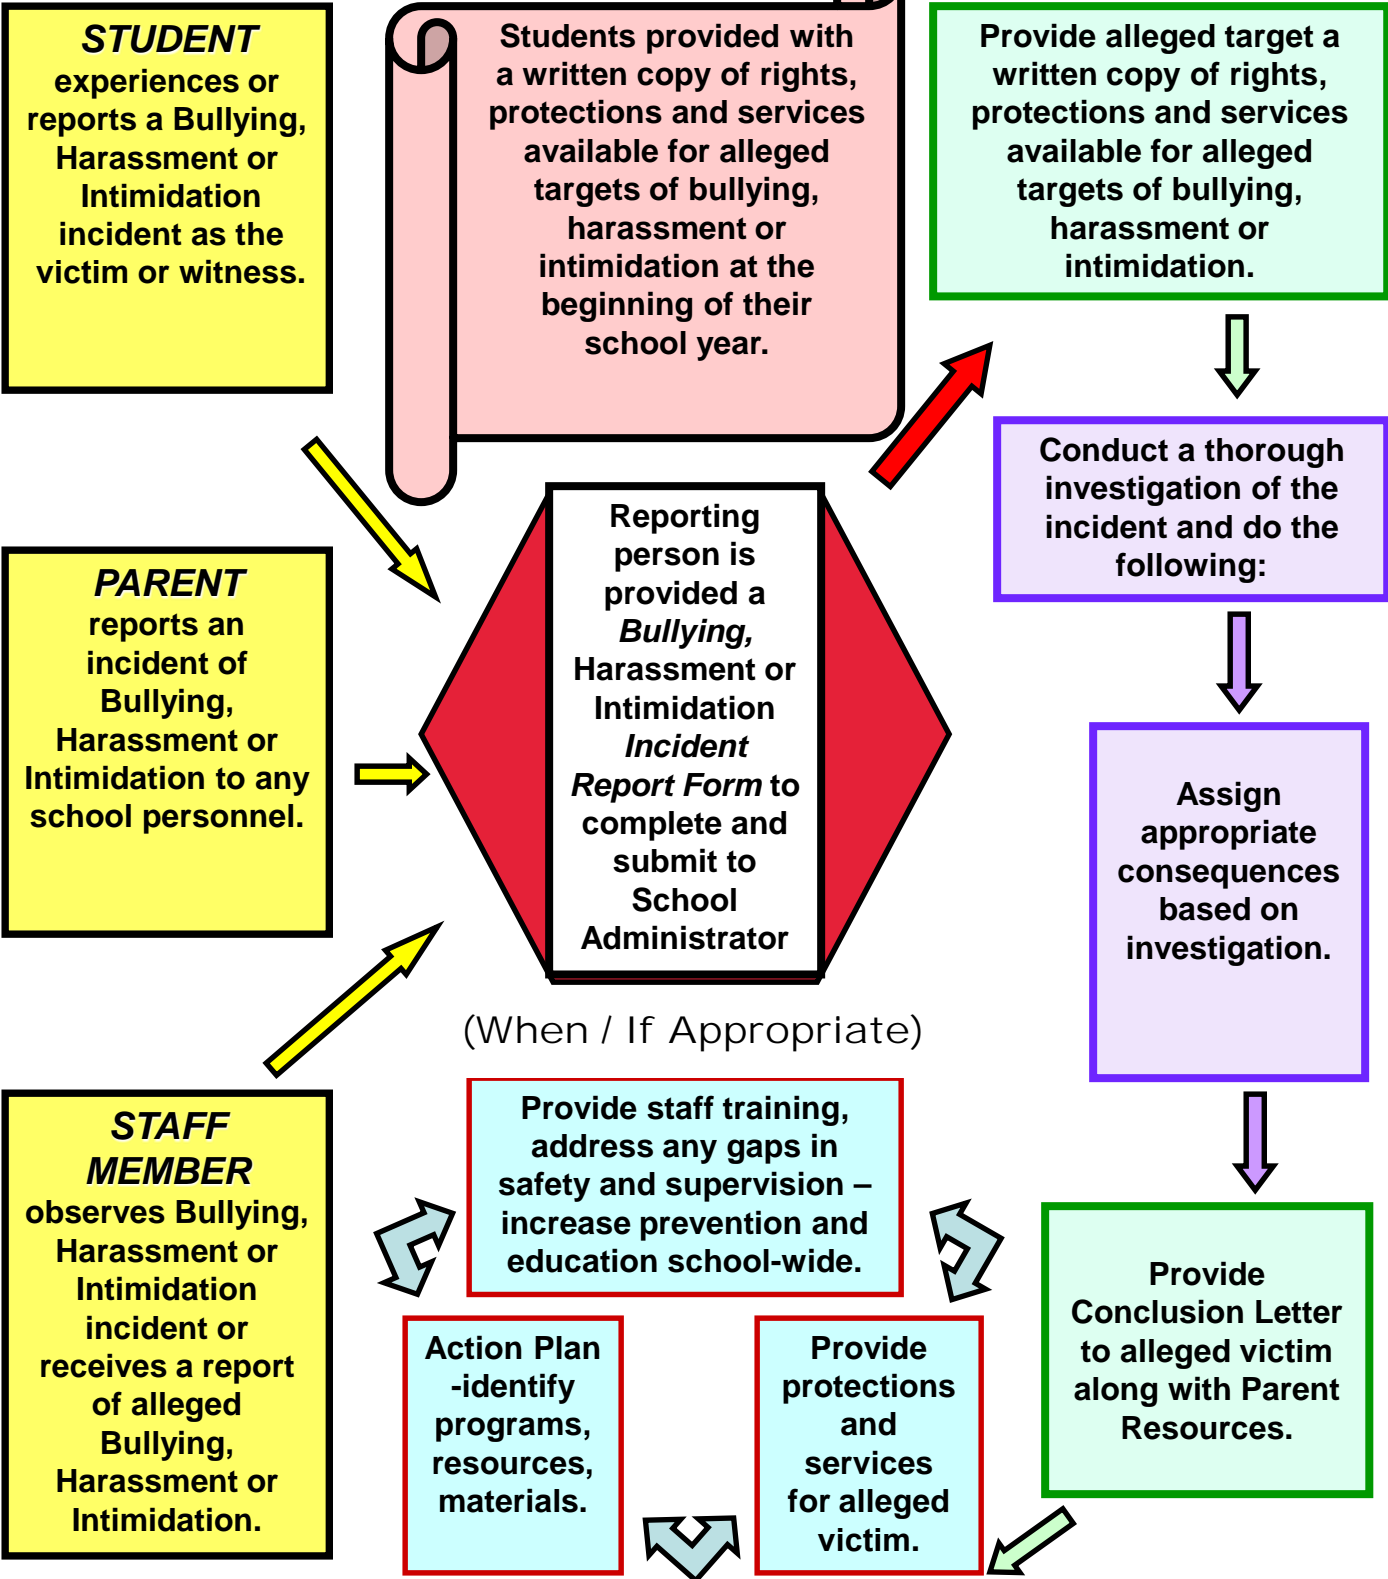 STUDENT
experiences or
reports a Bullying,
Harassment or
Intimidation
incident as the
victim or witness.
Students provided with
a written copy of rights,
protections and services
available for alleged
targets of bullying,
harassment or
intimidation at the
beginning of their
school year.
Provide alleged target a
written copy of rights,
protections and services
available for alleged
targets of bullying,
harassment or
intimidation.
PARENT
reports an
incident of
Bullying,
Harassment or
Intimidation to any
school personnel.
Reporting
person is
provided a
Bullying,
Harassment or
Intimidation
Incident
Report Form to
complete and
submit to
School
Administrator
Conduct a thorough
investigation of the
incident and do the
following:
Assign
appropriate
consequences
based on
investigation.
(When / If Appropriate)
STAFF
MEMBER
observes Bullying,
Harassment or
Intimidation
incident or
receives a report
of alleged
Bullying,
Harassment or
Intimidation.
Provide staff training,
address any gaps in
safety and supervision –
increase prevention and
education school-wide.
Action Plan
-identify
programs,
resources,
materials.
Provide
protections
and
services
for alleged
victim.
Provide
Conclusion Letter
to alleged victim
along with Parent
Resources.